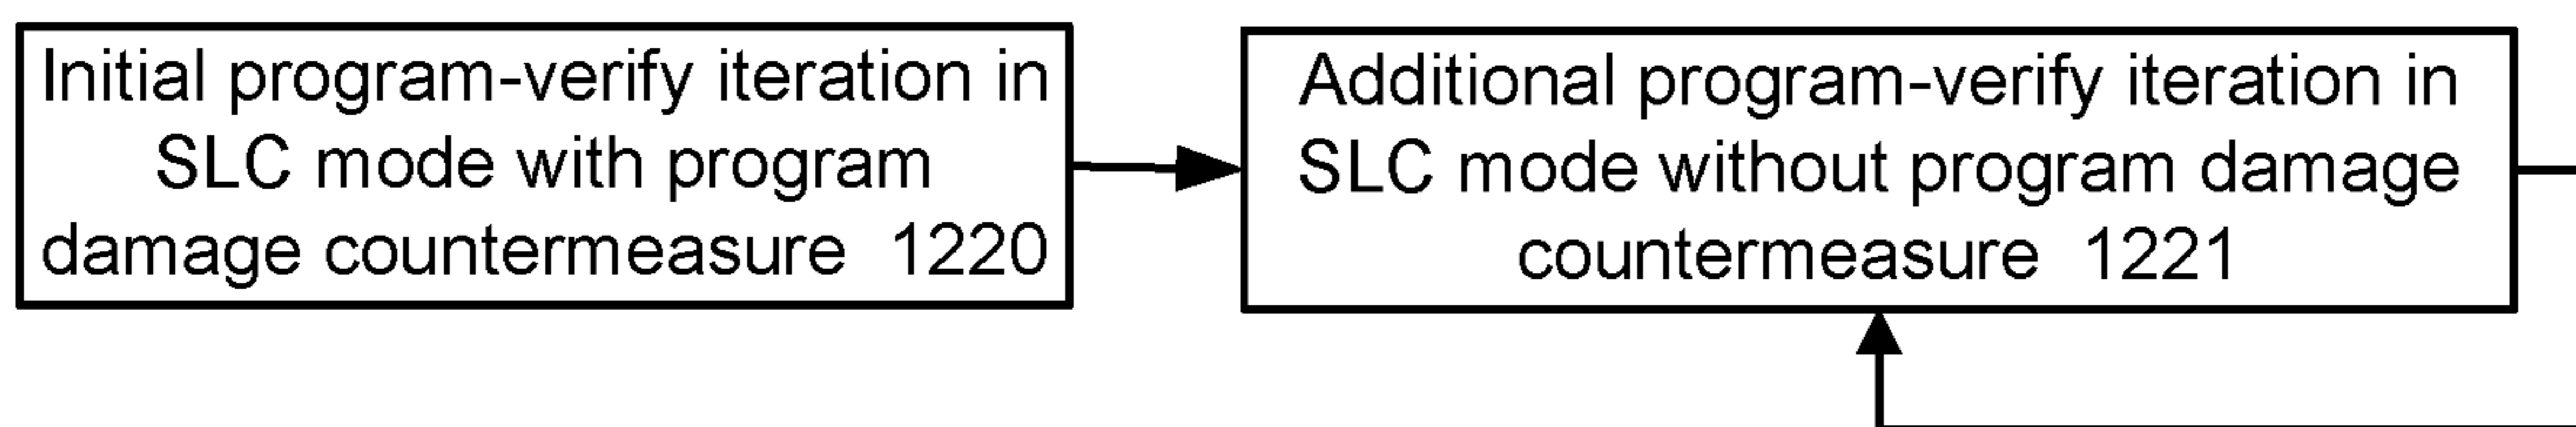 Initial program-verify iteration in
SLC mode with program
damage countermeasure 1220
Additional program-verify iteration in
SLC mode without program damage
countermeasure 1221